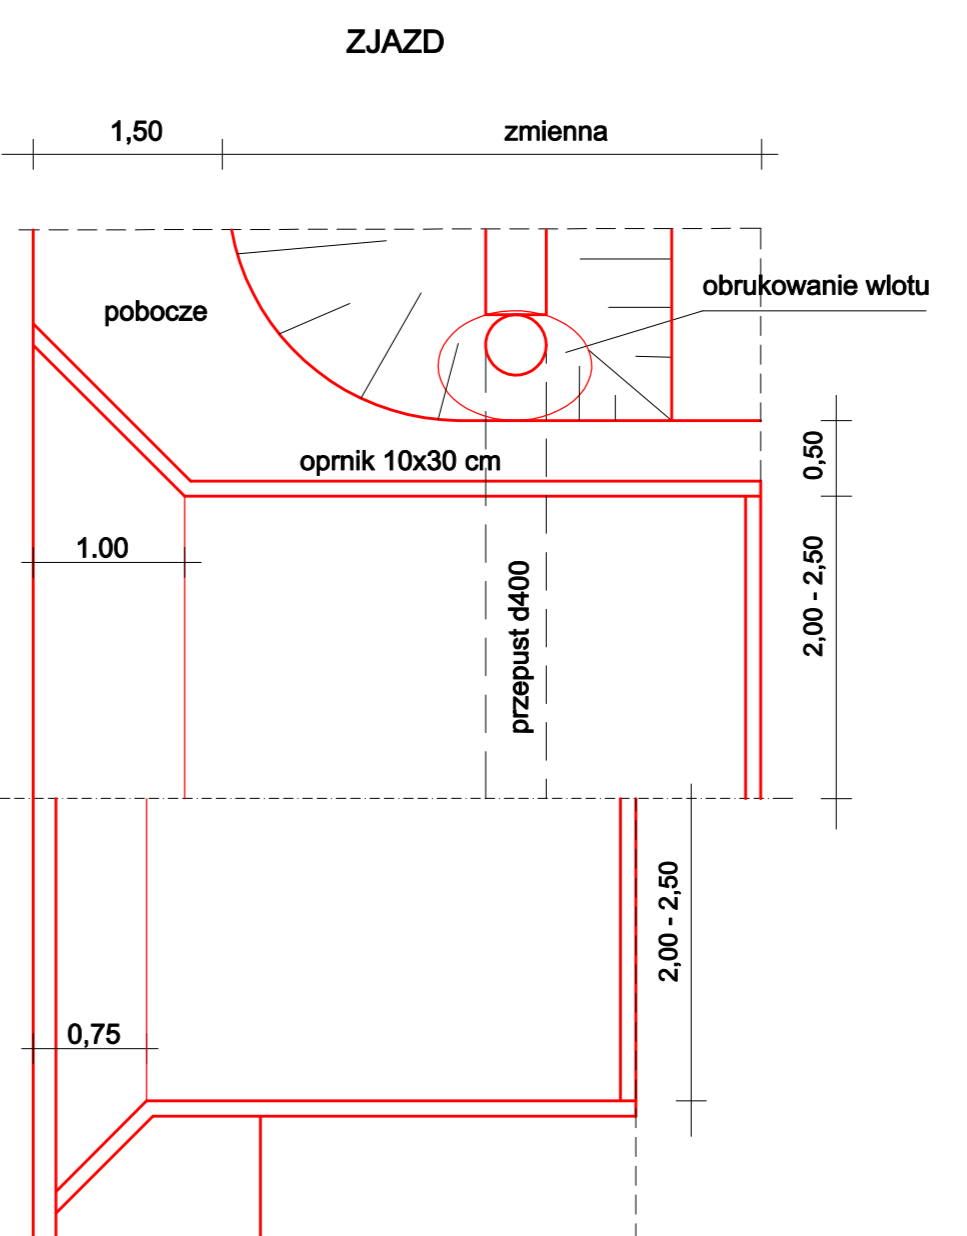 ZJAZD
1,50
zmienna
obrukowanie wlotu
pobocze
oprnik 10x30 cm
0,50
1.00
2,00 - 2,50
przepust d400
2,00 - 2,50
0,75